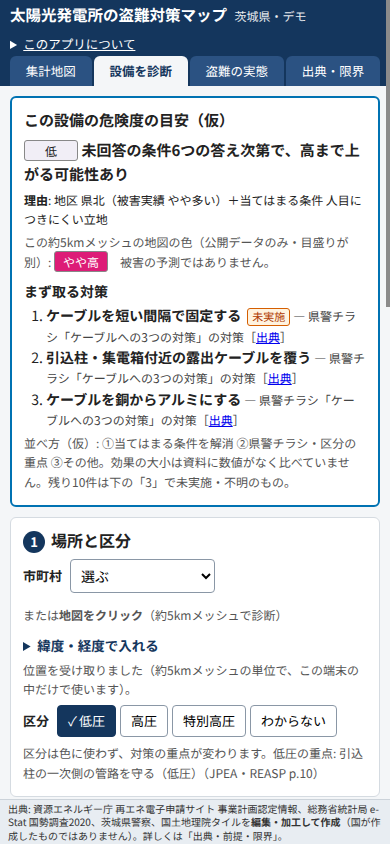 太陽光発電所の盗難対策マップ 茨城県・デモ
▶ このアプリについて
集計地図 設備を診断 盗難の実態 出典・限界
この設備の危険度の目安（仮）
低 未回答の条件6つの答え次第で、高まで上
がる可能性あり
理由: 地区 県北（被害実績 やや多い）＋当てはまる条件 人目に
つきにくい立地
この約5kmメッシュの地図の色（公開データのみ・目盛りが
別）: やや高 被害の予測ではありません。
まず取る対策
1. ケーブルを短い間隔で固定する 未実施 — 県警チラ
シ「ケーブルへの3つの対策」の対策［出典］
2. 引込柱・集電箱付近の露出ケーブルを覆う — 県警チ
ラシ「ケーブルへの3つの対策」の対策［出典］
3. ケーブルを銅からアルミにする — 県警チラシ「ケー
ブルへの3つの対策」の対策［出典］
並べ方（仮）: ①当てはまる条件を解消 ②県警チラシ・区分の
重点 ③その他。効果の大小は資料に数値がなく比べていませ
ん。残り10件は下の「3」で未実施・不明のもの。
1 場所と区分
市町村 選ぶ
または地図をクリック（約5kmメッシュで診断）
▶ 緯度・経度で入れる
位置を受け取りました（約5kmメッシュの単位で、この端末の
中だけで使います）。
区分 ✓低圧 高圧 特別高圧 わからない
区分は色に使わず、対策の重点が変わります。低圧の重点: 引込
柱の一次側の管路を守る（低圧）（JPEA・REASP p.10）
出典: 資源エネルギー庁 再エネ電子申請サイト 事業計画認定情報、総務省統計局 e-
Stat 国勢調査2020、茨城県警察、国土地理院タイルを編集・加工して作成（国が作
成したものではありません）。詳しくは「出典・前提・限界」。